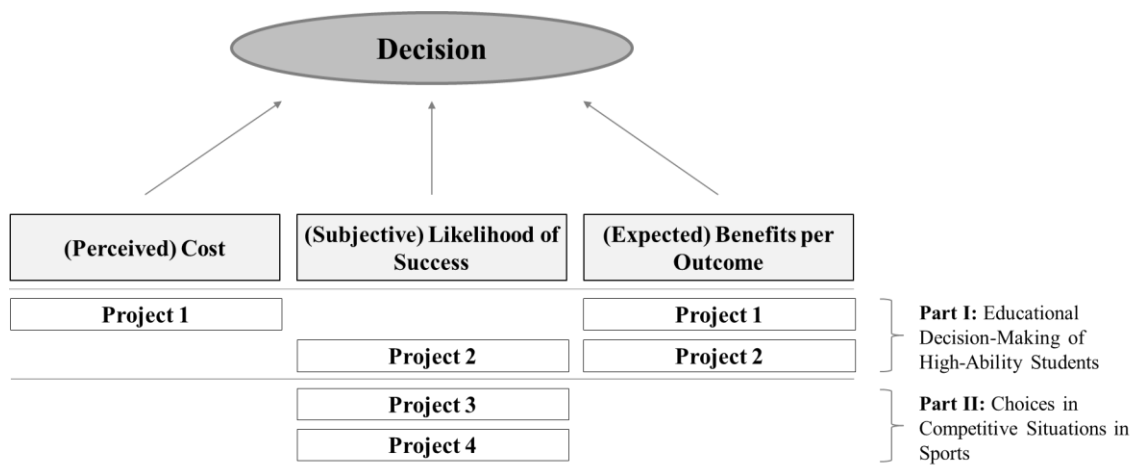 Decision
(Perceived) Cost
(Subjective) Likelihood of
Success
(Expected) Benefits per
Outcome
Project 1
Project 1
Project 2
Project 2
Part I: Educational
Decision-Making of
High-Ability Students
Project 3
Project 4
Part II: Choices in
Competitive Situations in
Sports